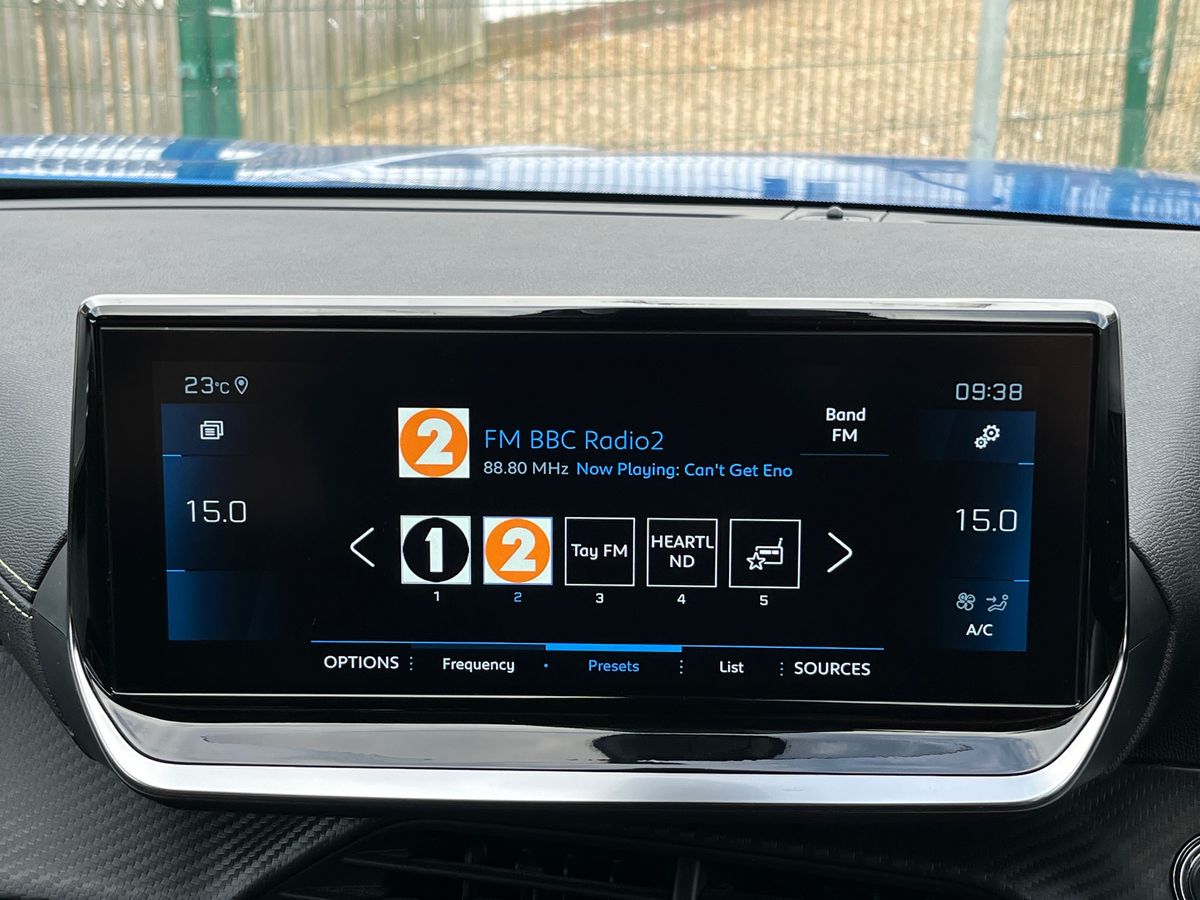 23°C
09:38
2
FM BBC Radio2
88.80 MHz Now Playing: Can't Get Eno
Band
FM
15.0
15.0
1
2
Tay FM
HEARTL
ND
1
2
3
4
5
A/C
OPTIONS
Frequency
Presets
List
SOURCES